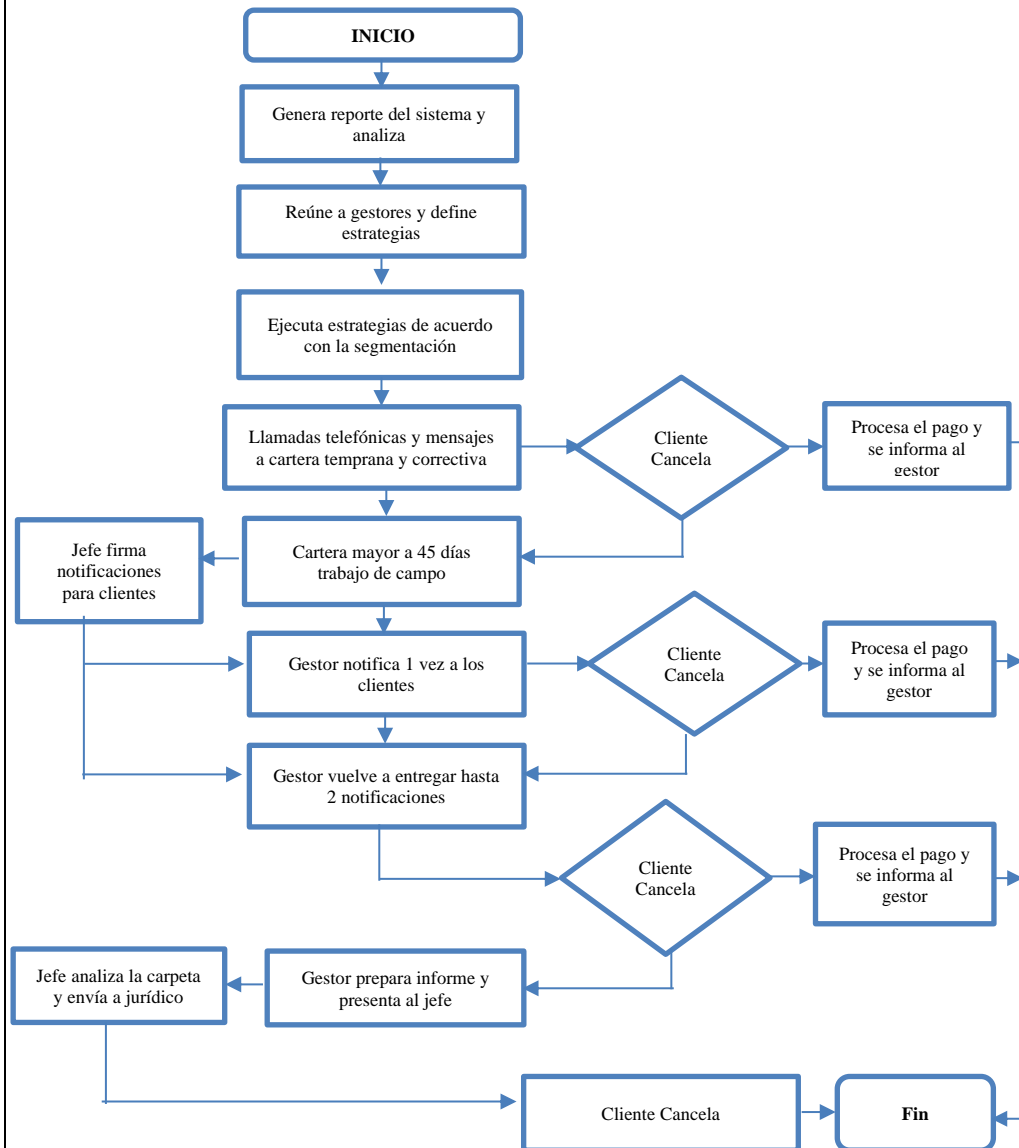 INICIO
Genera reporte del sistema y
analiza
Reúne a gestores y define
estrategias
Ejecuta estrategias de acuerdo
con la segmentación
Llamadas telefónicas y mensajes
a cartera temprana y correctiva
Cliente
Cancela
Procesa el pago y
se informa al
gestor
Jefe firma
notificaciones
para clientes
Cartera mayor a 45 días
trabajo de campo
Gestor notifica 1 vez a los
clientes
Cliente
Cancela
Procesa el pago
y se informa al
gestor
Gestor vuelve a entregar hasta
2 notificaciones
Cliente
Cancela
Procesa el pago y
se informa al
gestor
Jefe analiza la carpeta
y envía a jurídico
Gestor prepara informe y
presenta al jefe
Cliente Cancela
Fin